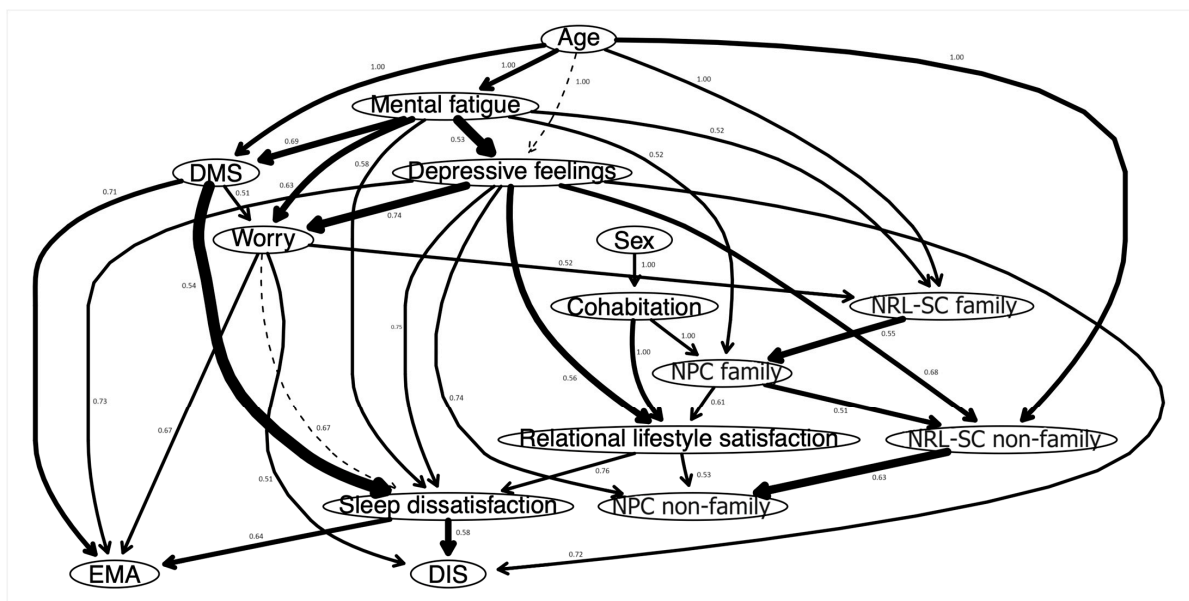 Age
1.00
1.00
1.00
1.00
1.00
Mental fatigue
0.69
0.53
0.52
0.58
0.52
DMS
Depressive feelings
0.71
0.51
0.63
0.74
Worry
Sex
0.52
1.00
0.54
Cohabitation
NRL-SC family
0.75
1.00
0.55
1.00
NPC family
0.56
0.68
0.73
0.74
0.61
0.51
0.67
0.67
Relational lifestyle satisfaction
NRL-SC non-family
0.51
0.76
0.53
0.63
Sleep dissatisfaction
NPC non-family
0.64
0.58
0.72
EMA
DIS